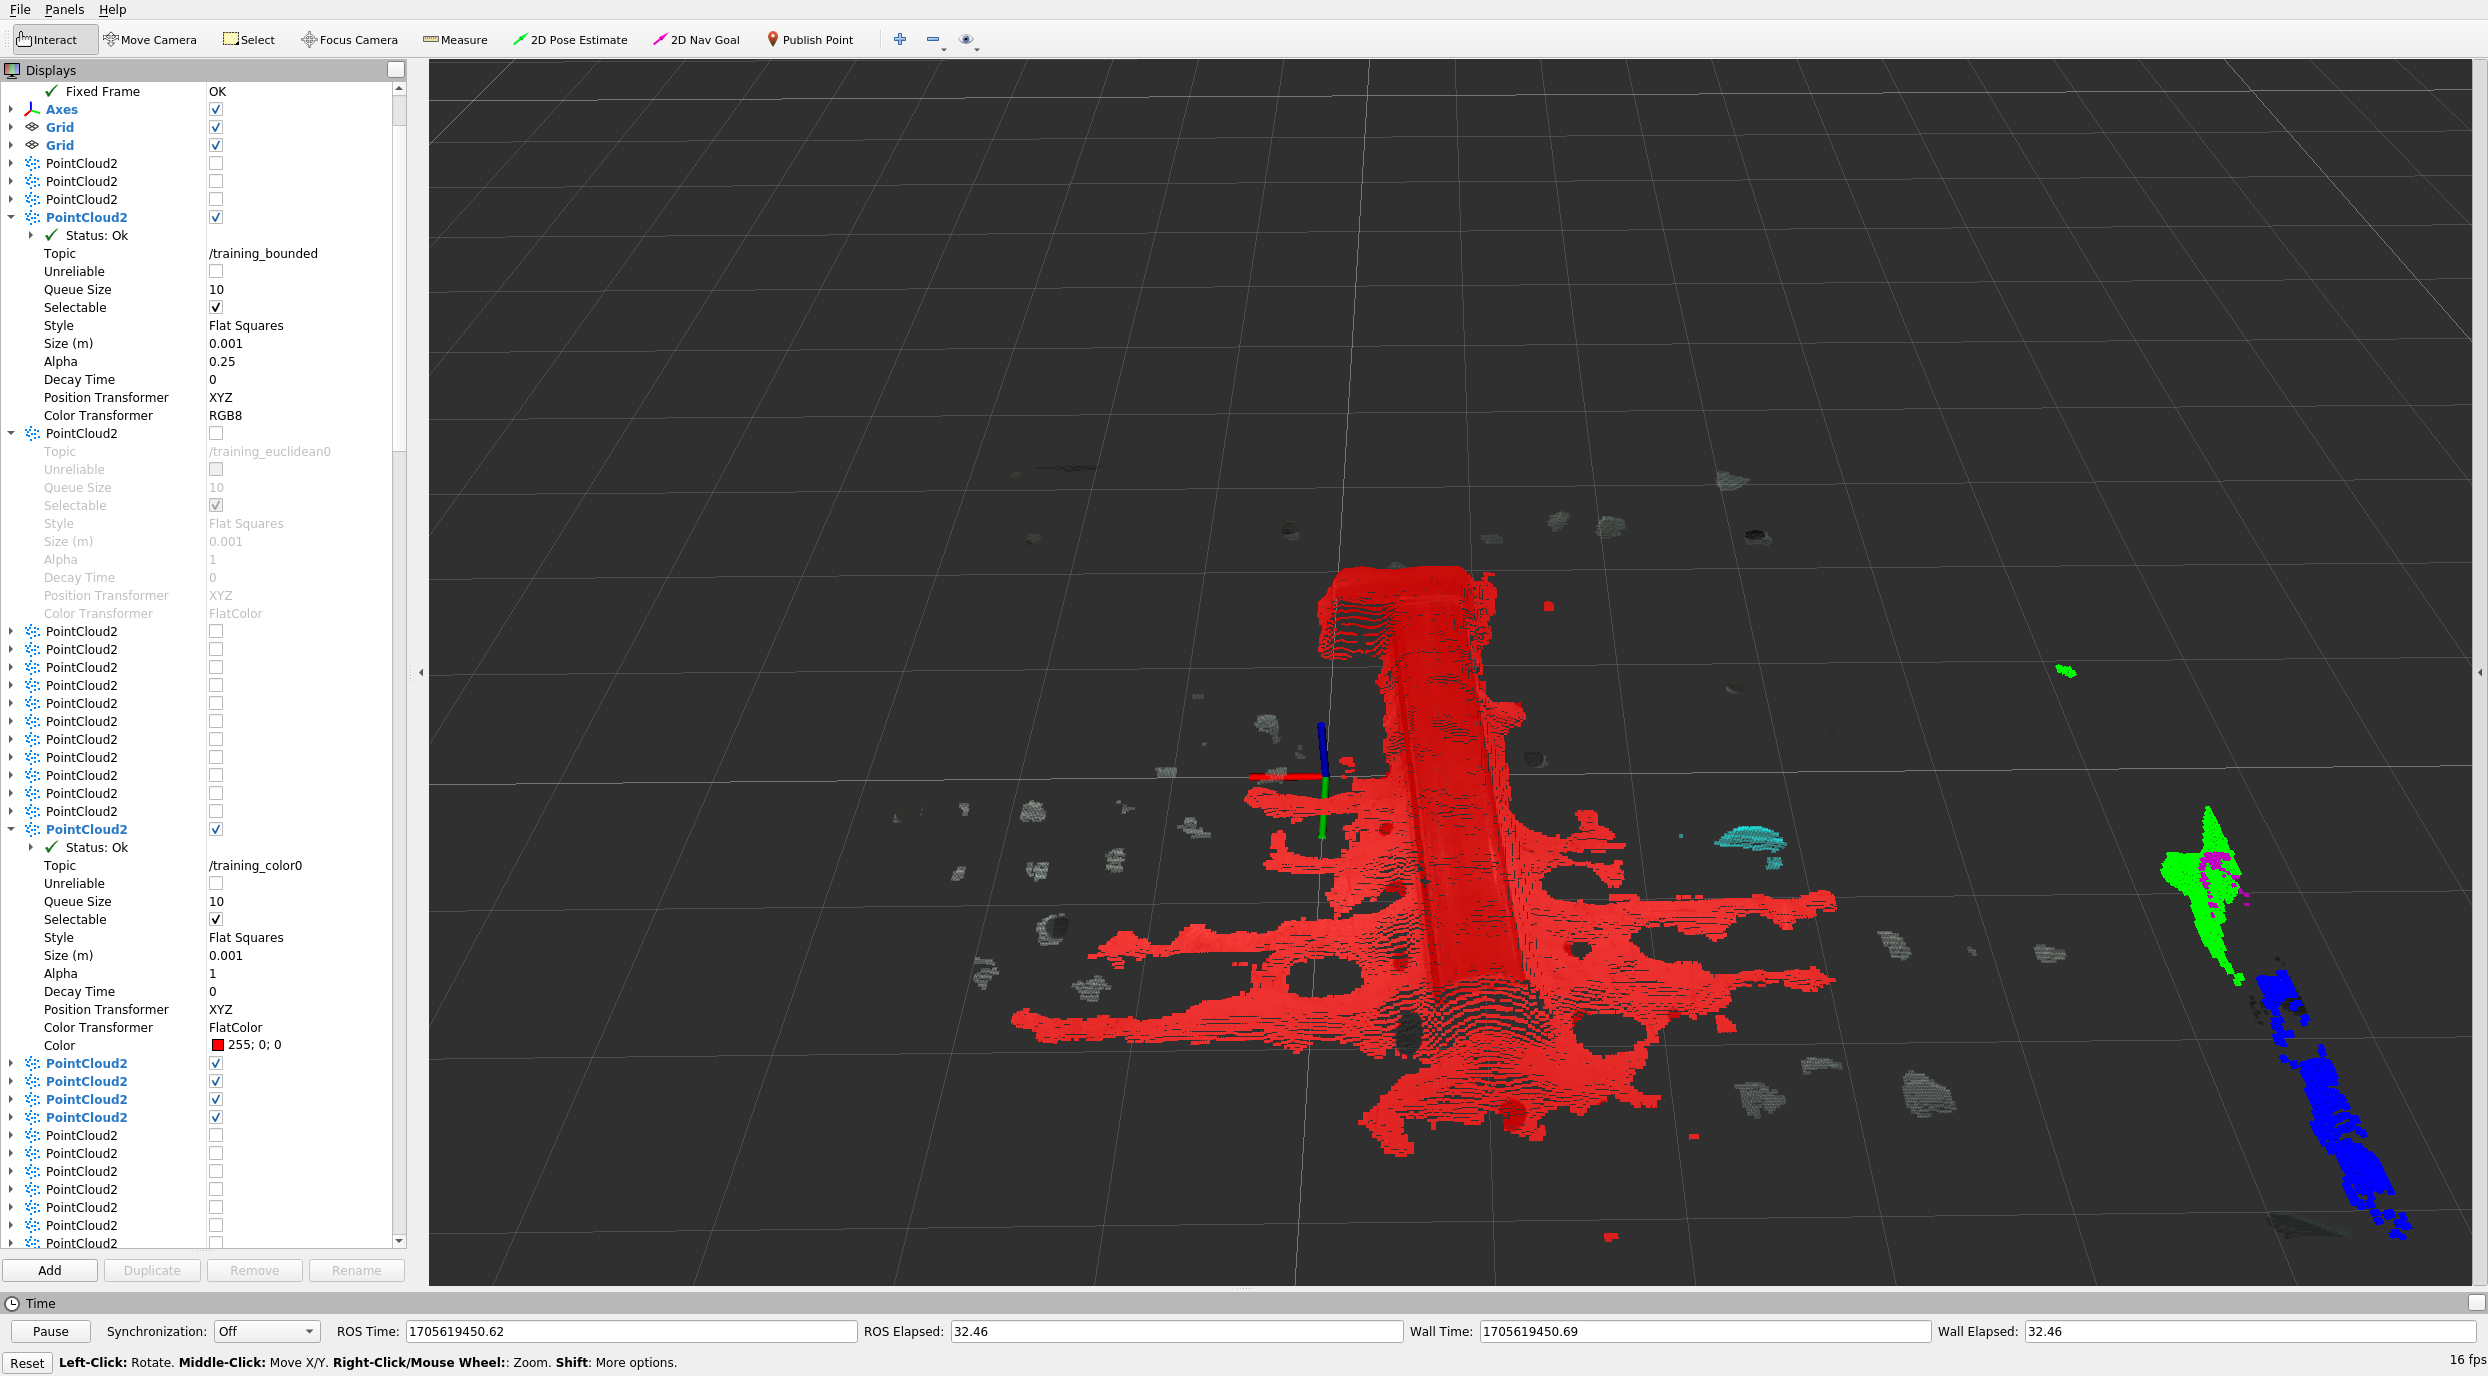 File Panels Help
Interact Move Camera Select Focus Camera Measure 2D Pose Estimate 2D Nav Goal Publish Point
Displays
Fixed Frame OK
Axes
Grid
Grid
PointCloud2
PointCloud2
PointCloud2
PointCloud2
Status: Ok
Topic /training_bounded
Unreliable
Queue Size 10
Selectable
Style Flat Squares
Size (m) 0.001
Alpha 0.25
Decay Time 0
Position Transformer XYZ
Color Transformer RGB8
PointCloud2
Topic /training_euclidean0
Unreliable
Queue Size 10
Selectable
Style Flat Squares
Size (m) 0.001
Alpha 1
Decay Time 0
Position Transformer XYZ
Color Transformer FlatColor
PointCloud2
PointCloud2
PointCloud2
PointCloud2
PointCloud2
PointCloud2
PointCloud2
PointCloud2
PointCloud2
PointCloud2
PointCloud2
PointCloud2
Status: Ok
Topic /training_color0
Unreliable
Queue Size 10
Selectable
Style Flat Squares
Size (m) 0.001
Alpha 1
Decay Time 0
Position Transformer XYZ
Color Transformer FlatColor
Color 255; 0; 0
PointCloud2
PointCloud2
PointCloud2
PointCloud2
PointCloud2
PointCloud2
PointCloud2
PointCloud2
PointCloud2
PointCloud2
PointCloud2
Add Duplicate Remove Rename
Time
Pause Synchronization: Off ROS Time: 1705619450.62 ROS Elapsed: 32.46 Wall Time: 1705619450.69 Wall Elapsed: 32.46
Reset Left-Click: Rotate. Middle-Click: Move X/Y. Right-Click/Mouse Wheel:: Zoom. Shift: More options. 16 fps